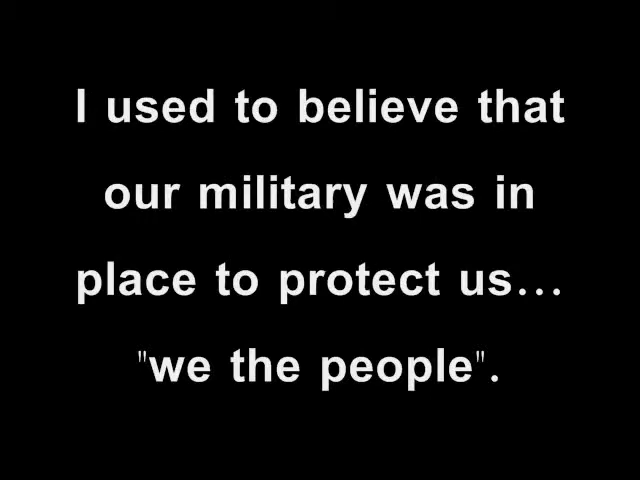 I used to believe that
our military was in
place to protect us...
"we the people".